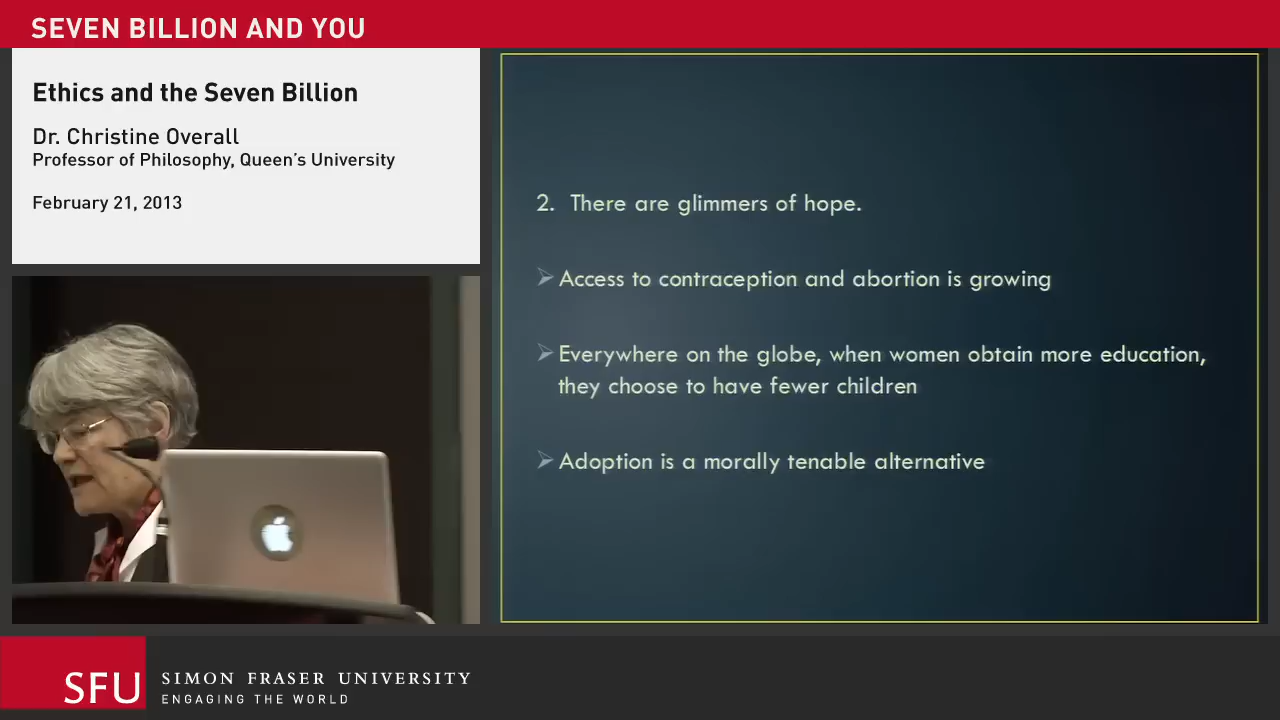 SEVEN BILLION AND YOU
Ethics and the Seven Billion
Dr. Christine Overall
Professor of Philosophy, Queen's University
February 21, 2013
2. There are glimmers of hope.
Access to contraception and abortion is growing
Everywhere on the globe, when women obtain more education,
they choose to have fewer children
Adoption is a morally tenable alternative
SFU
SIMON FRASER UNIVERSITY
ENGAGING THE WORLD